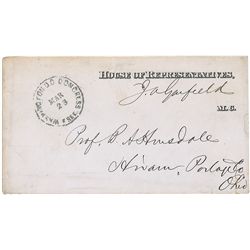 HOUSE OF REPRESENTATIVES,
J. A. Garfield
M.C.
MAR
23
Prof. B. A. Hinsdale
Hiram, Portage Co
Ohio